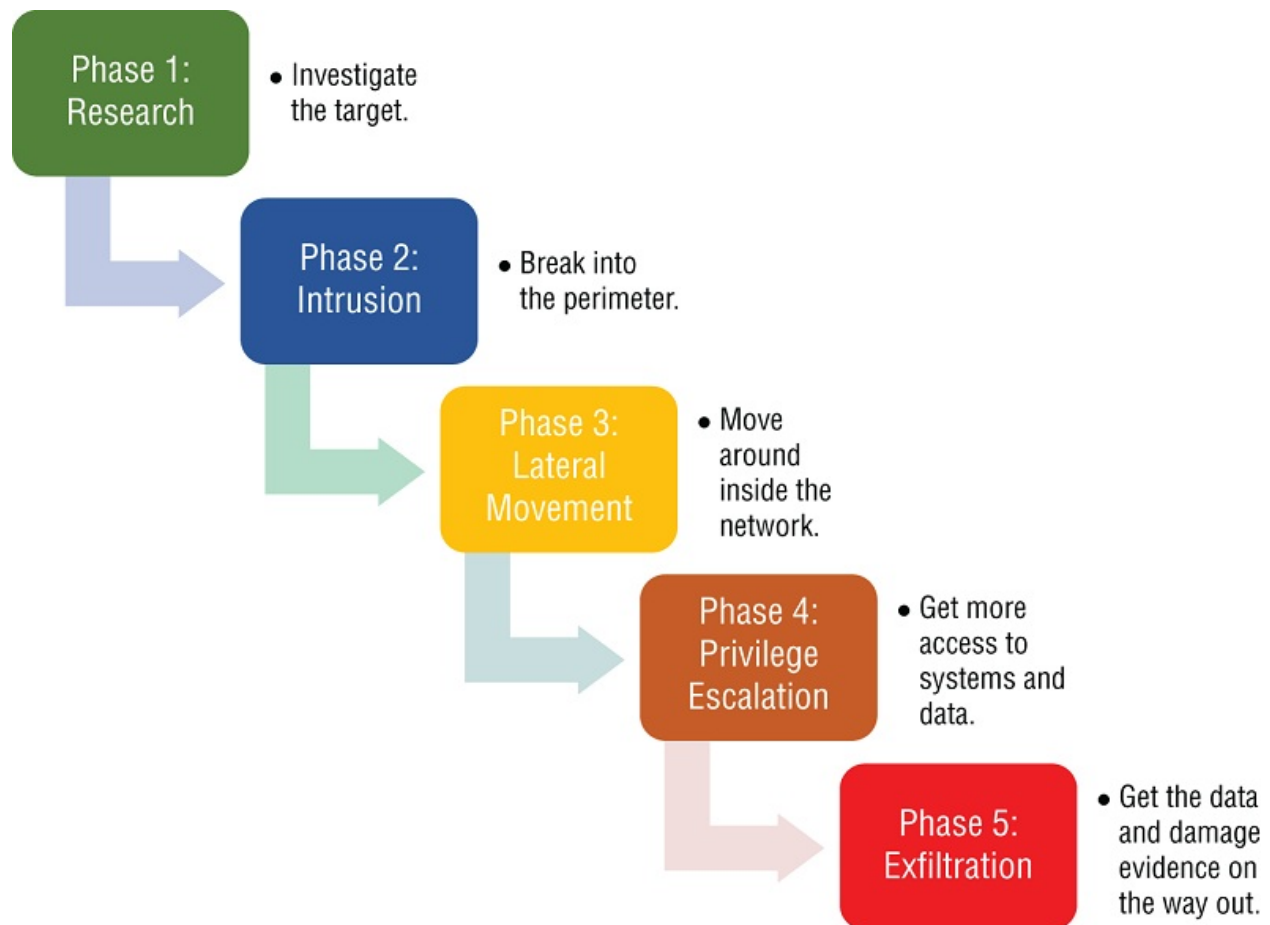 Phase 1:
Research
• Investigate
the target.
Phase 2:
Intrusion
• Break into
the perimeter.
Phase 3:
Lateral
Movement
• Move
around
inside the
network.
Phase 4:
Privilege
Escalation
• Get more
access to
systems and
data.
Phase 5:
Exfiltration
• Get the data
and damage
evidence on
the way out.